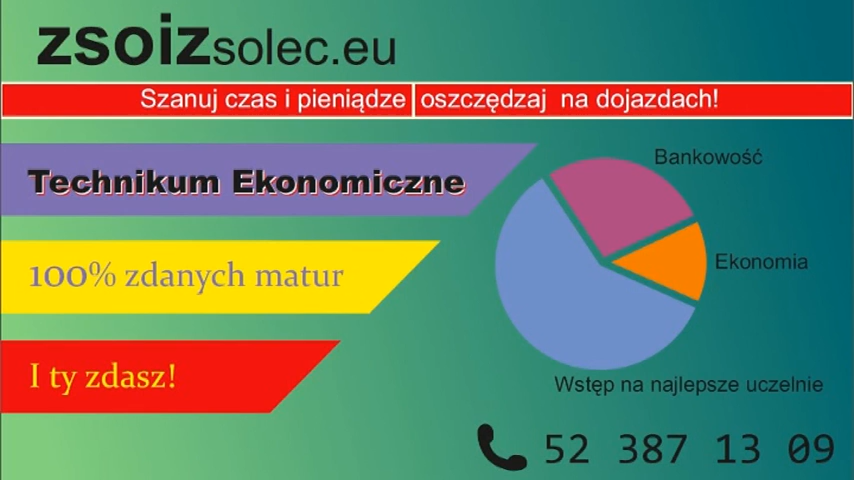 zsoizsolec.eu
Szanuj czas i pieniądze oszczędzaj na dojazdach!
Technikum Ekonomiczne
100% zdanych matur
I ty zdasz!
Bankowość
Ekonomia
Wstęp na najlepsze uczelnie
52 387 13 09